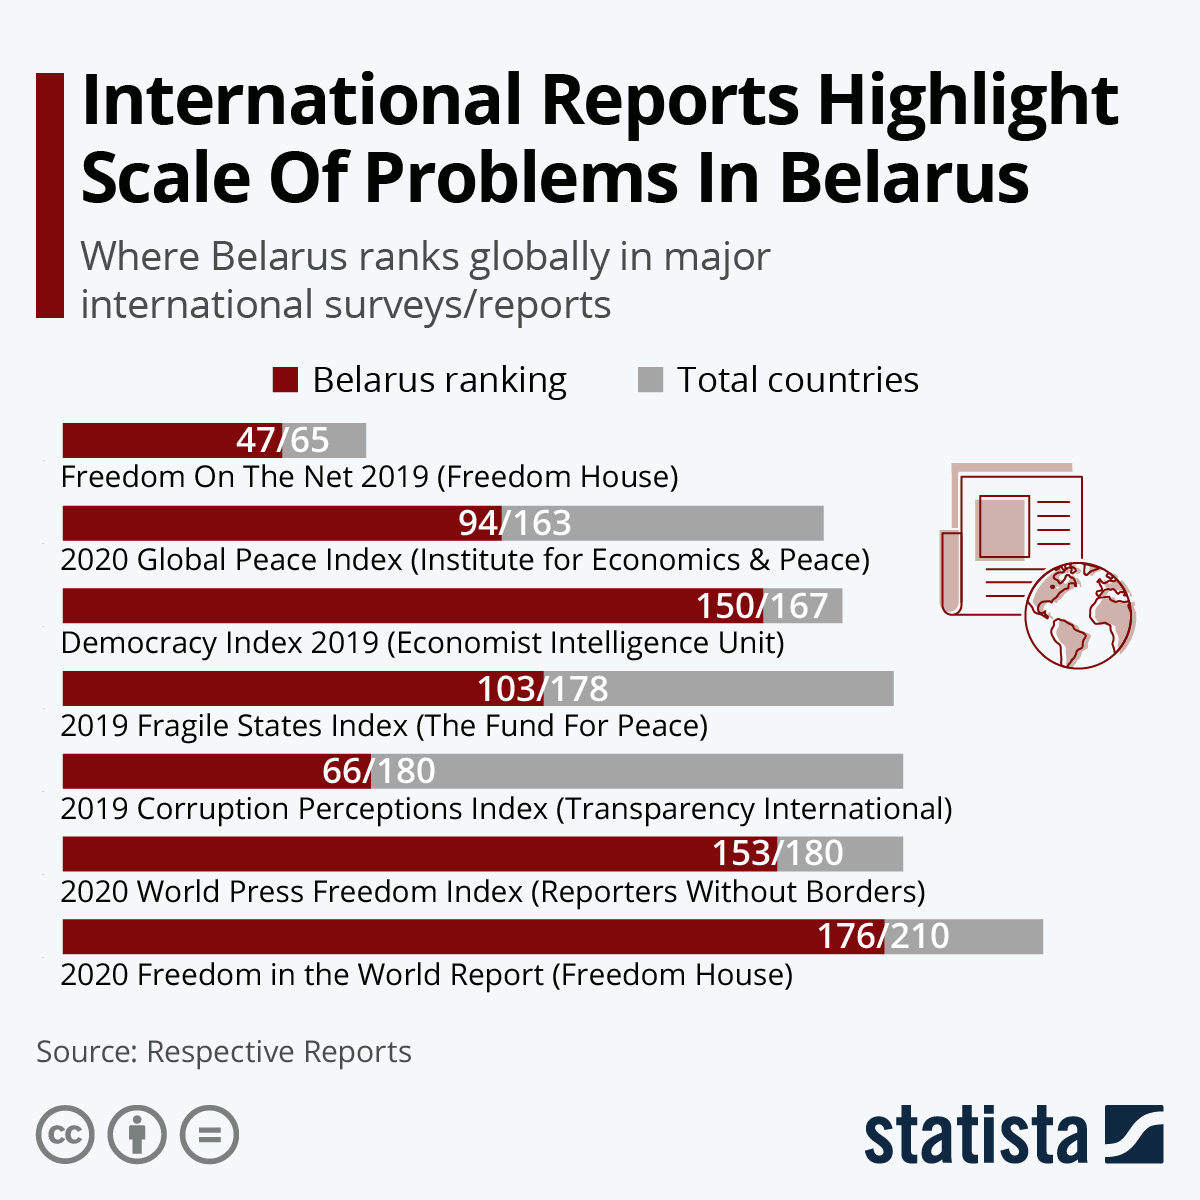 International Reports Highlight
Scale Of Problems In Belarus
Where Belarus ranks globally in major
international surveys/reports
Belarus ranking
Total countries
47/65
Freedom On The Net 2019 (Freedom House)
94/163
2020 Global Peace Index (Institute for Economics & Peace)
150/167
Democracy Index 2019 (Economist Intelligence Unit)
103/178
2019 Fragile States Index (The Fund For Peace)
66/180
2019 Corruption Perceptions Index (Transparency International)
153/180
2020 World Press Freedom Index (Reporters Without Borders)
176/210
2020 Freedom in the World Report (Freedom House)
Source: Respective Reports
cc
statista